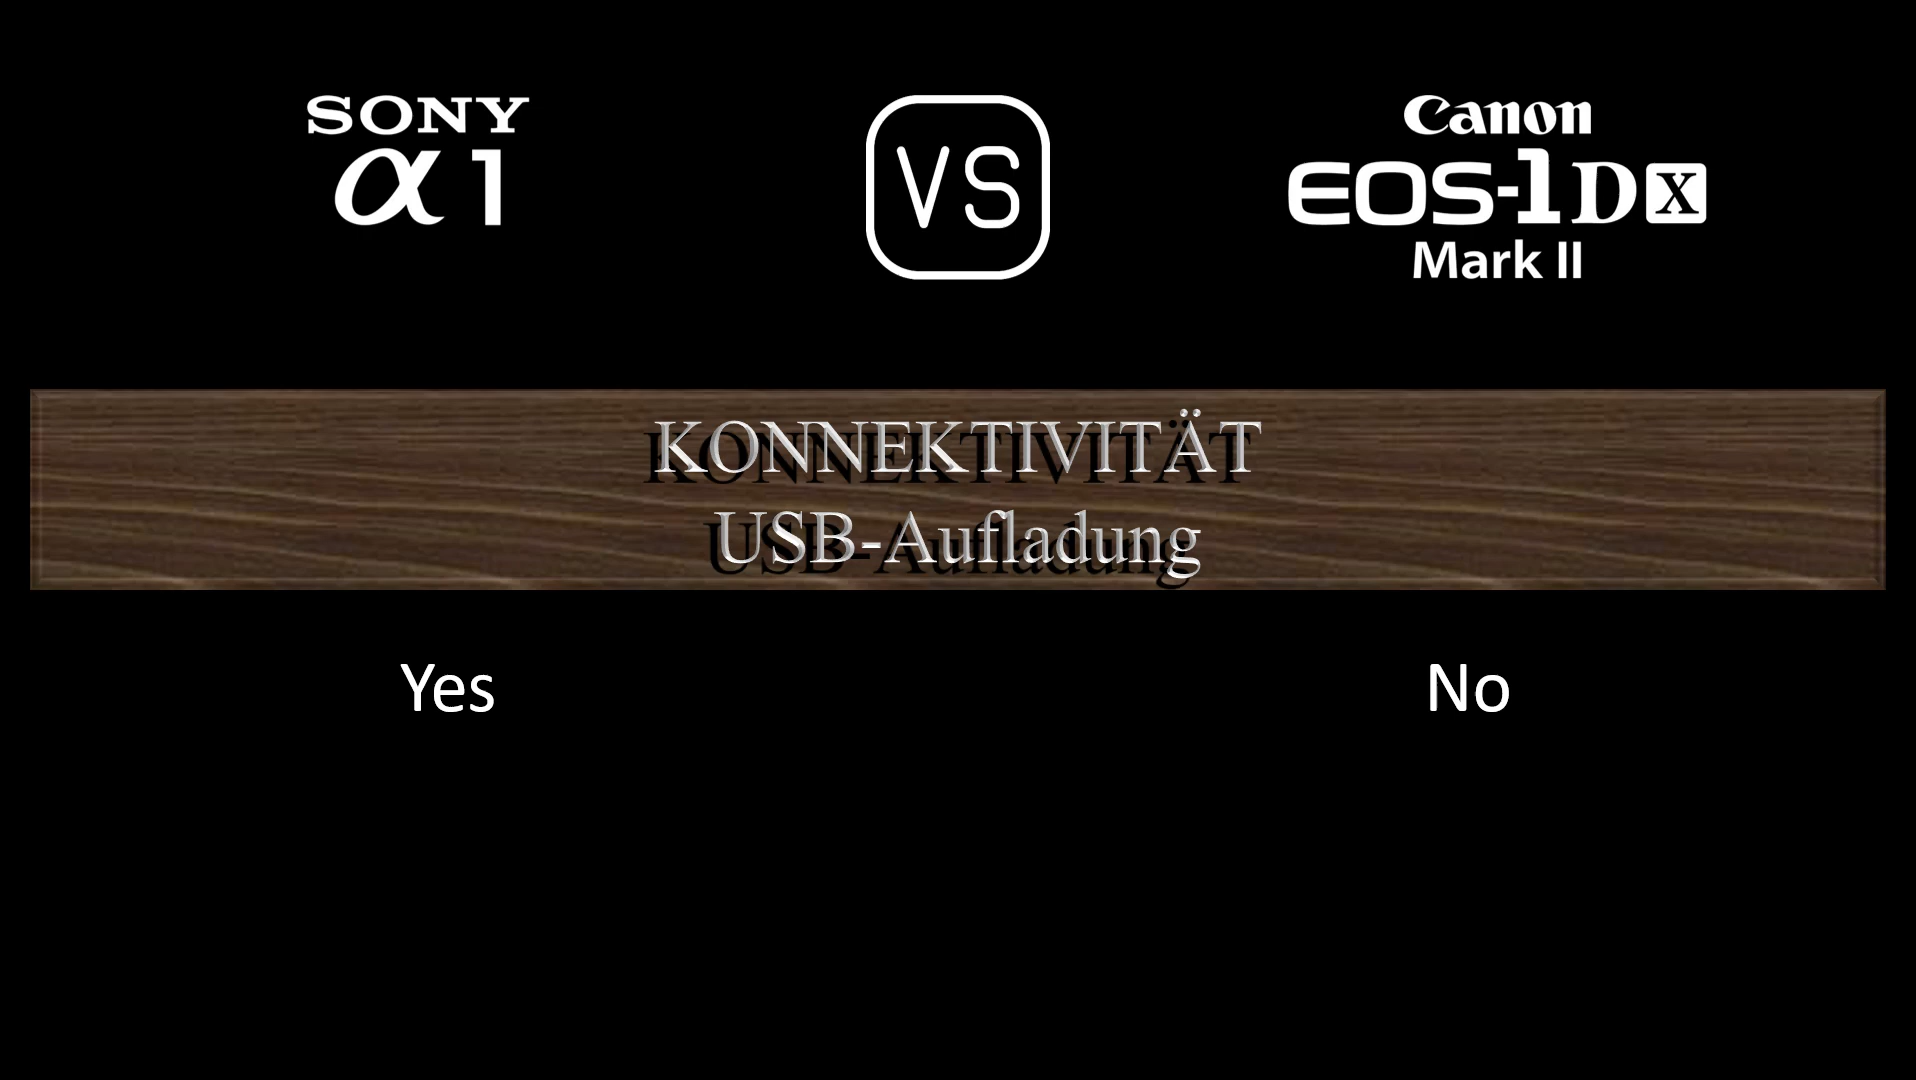 SONY
α1
VS
Canon
EOS-1DX
Mark II
KONNEKTIVITÄT
USB-Aufladung
Yes
No